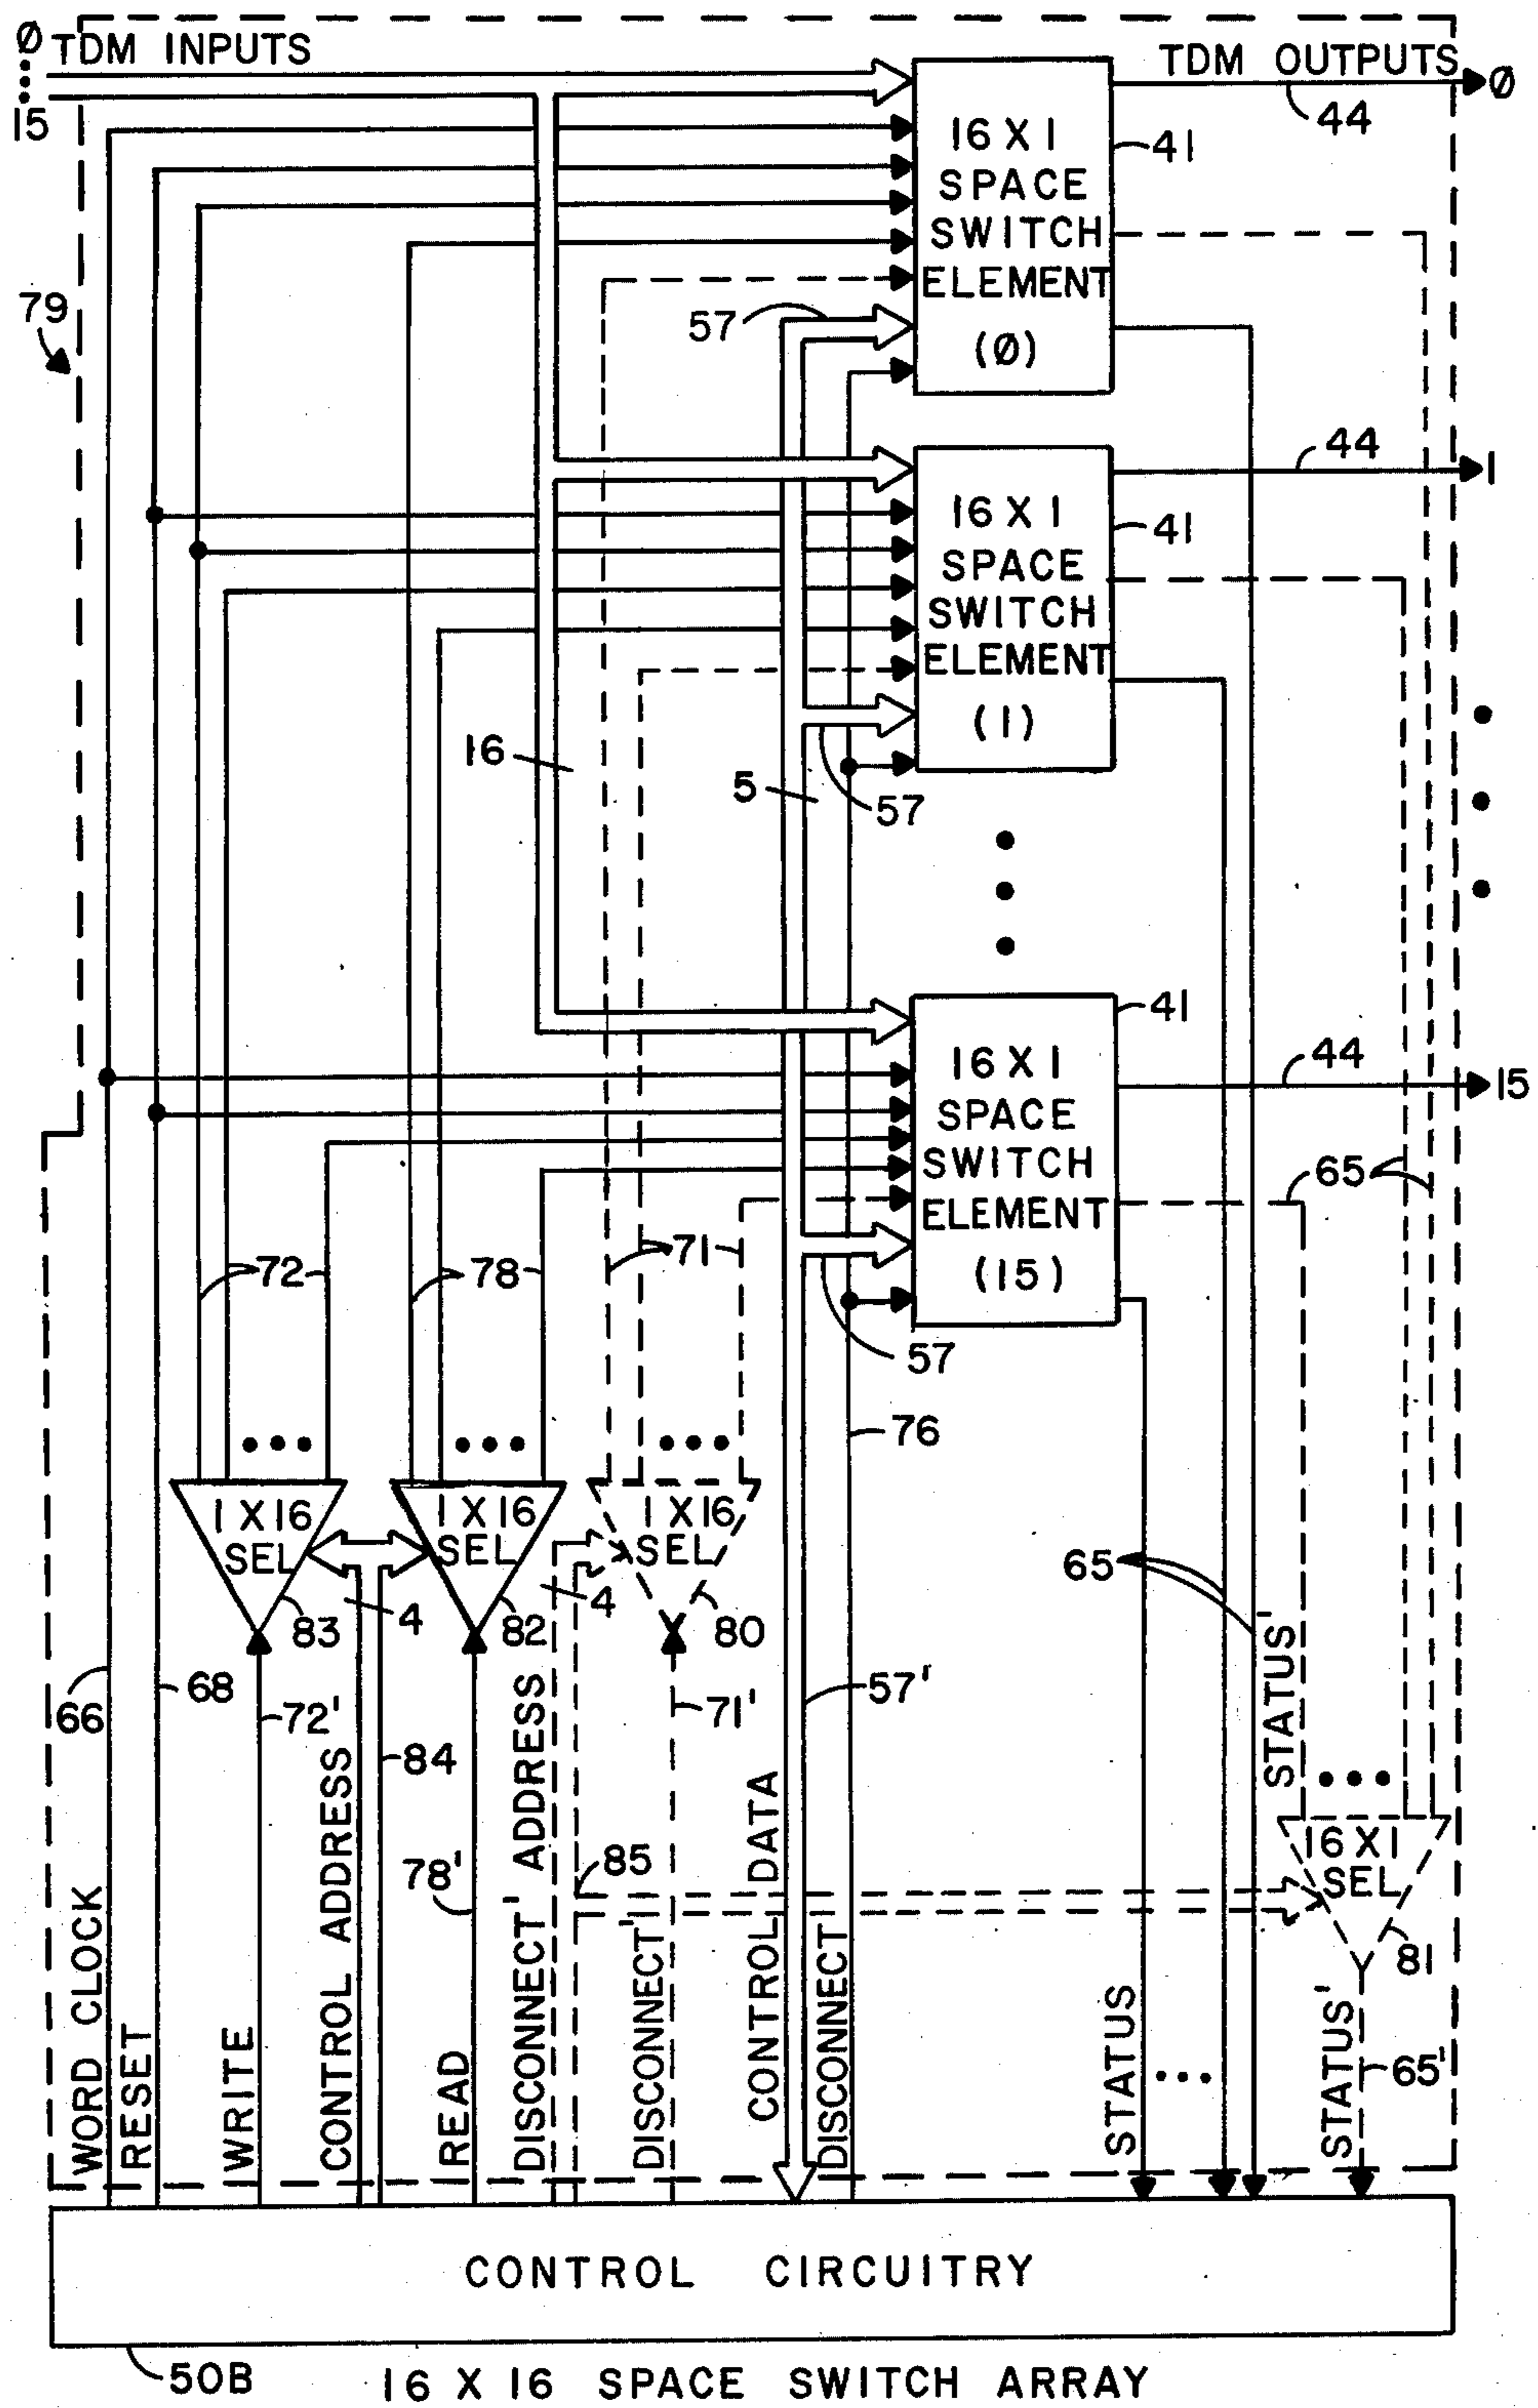 Ø TDM INPUTS
15
TDM OUTPUTS
Ø
44
16 X 1
SPACE
SWITCH
ELEMENT
(Ø)
41
79
57
44
1
16 X 1
SPACE
SWITCH
ELEMENT
(1)
41
16
5
57
16 X 1
SPACE
SWITCH
ELEMENT
(15)
41
44
15
65
72
78
71
57
76
1 X 16
SEL
1 X 16
SEL
1 X 16
SEL
83
4
82
4
80
65
66
68
72'
84
78'
71'
57'
85
STATUS'
16 X 1
SEL
81
65'
WORD CLOCK
RESET
WRITE
CONTROL ADDRESS
READ
DISCONNECT' ADDRESS
DISCONNECT'
CONTROL DATA
DISCONNECT
STATUS
STATUS'
CONTROL CIRCUITRY
50B
16 X 16 SPACE SWITCH ARRAY